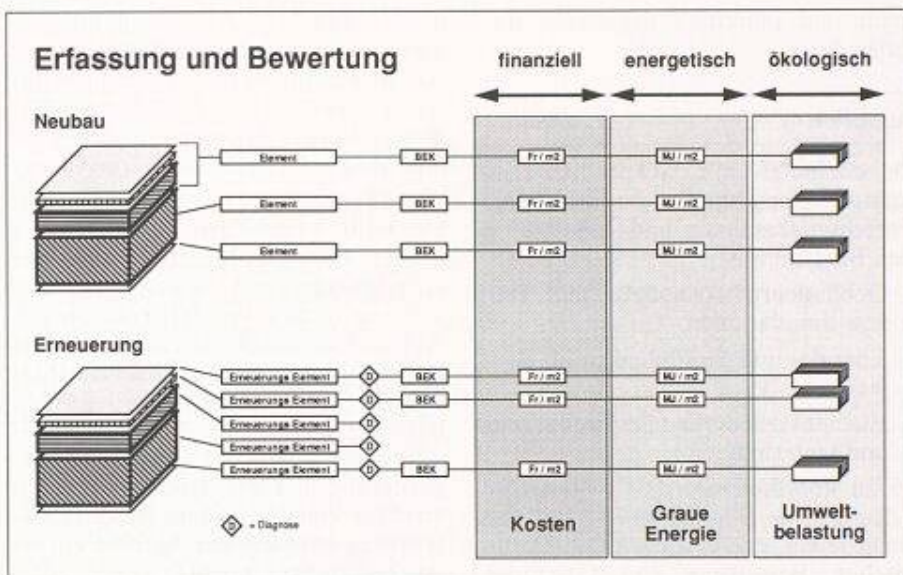 Erfassung und Bewertung
finanziell energetisch ökologisch
Neubau
Element BEK Fr / m2 MJ / m2
Element BEK Fr / m2 MJ / m2
Element BEK Fr / m2 MJ / m2
Erneuerung
Erneuerungs Element D BEK Fr / m2 MJ / m2
Erneuerungs Element D BEK Fr / m2 MJ / m2
Erneuerungs Element D
Erneuerungs Element D
Erneuerungs Element D BEK Fr / m2 MJ / m2
D = Diagnose
Kosten
Graue
Energie
Umwelt-
belastung